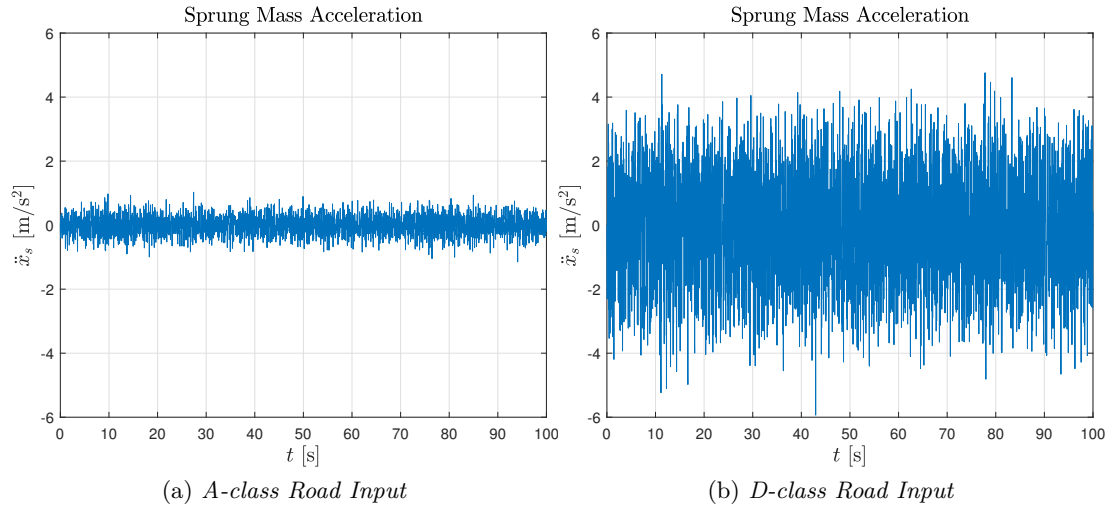 Sprung Mass Acceleration
6
4
2
0
-2
-4
-6
ẍₛ [m/s²]
0 10 20 30 40 50 60 70 80 90 100
t [s]
(a) A-class Road Input
Sprung Mass Acceleration
6
4
2
0
-2
-4
-6
ẍₛ [m/s²]
0 10 20 30 40 50 60 70 80 90 100
t [s]
(b) D-class Road Input